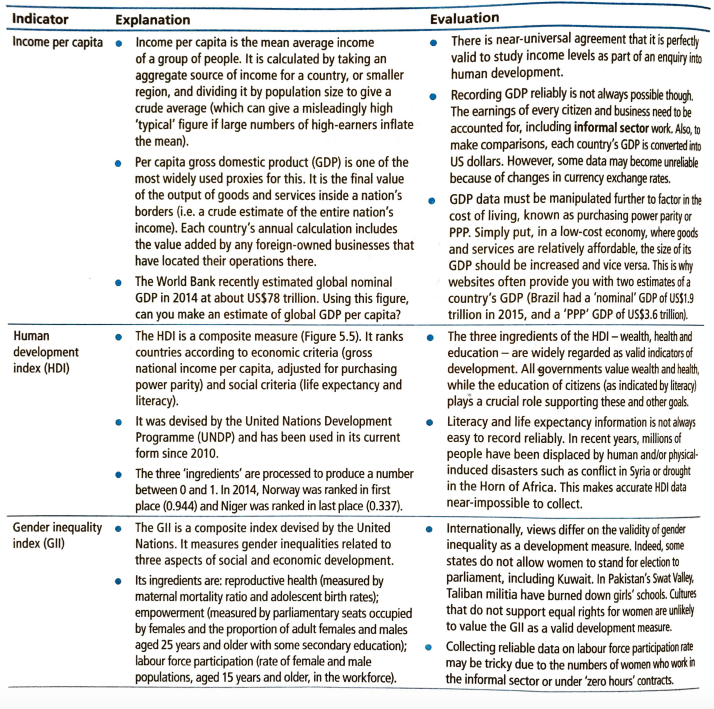 Indicator Explanation Evaluation
Income per capita
• Income per capita is the mean average income
of a group of people. It is calculated by taking an
aggregate source of income for a country, or smaller
region, and dividing it by population size to give a
crude average (which can give a misleadingly high
'typical' figure if large numbers of high-earners inflate
the mean).
• Per capita gross domestic product (GDP) is one of the
most widely used proxies for this. It is the final value
of the output of goods and services inside a nation's
borders (i.e. a crude estimate of the entire nation's
income). Each country's annual calculation includes
the value added by any foreign-owned businesses that
have located their operations there.
• The World Bank recently estimated global nominal
GDP in 2014 at about US$78 trillion. Using this figure,
can you make an estimate of global GDP per capita?
• There is near-universal agreement that it is perfectly
valid to study income levels as part of an enquiry into
human development.
• Recording GDP reliably is not always possible though.
The earnings of every citizen and business need to be
accounted for, including informal sector work. Also, to
make comparisons, each country's GDP is converted into
US dollars. However, some data may become unreliable
because of changes in currency exchange rates.
• GDP data must be manipulated further to factor in the
cost of living, known as purchasing power parity or
PPP. Simply put, in a low-cost economy, where goods
and services are relatively affordable, the size of its
GDP should be increased and vice versa. This is why
websites often provide you with two estimates of a
country's GDP (Brazil had a 'nominal' GDP of US$1.9
trillion in 2015, and a 'PPP' GDP of US$3.6 trillion).
Human
development
index (HDI)
• The HDI is a composite measure (Figure 5.5). It ranks
countries according to economic criteria (gross
national income per capita, adjusted for purchasing
power parity) and social criteria (life expectancy and
literacy).
• It was devised by the United Nations Development
Programme (UNDP) and has been used in its current
form since 2010.
• The three 'ingredients' are processed to produce a number
between 0 and 1. In 2014, Norway was ranked in first
place (0.944) and Niger was ranked in last place (0.337).
• The three ingredients of the HDI – wealth, health and
education – are widely regarded as valid indicators of
development. All governments value wealth and health,
while the education of citizens (as indicated by literacy)
plays a crucial role supporting these and other goals.
• Literacy and life expectancy information is not always
easy to record reliably. In recent years, millions of
people have been displaced by human and/or physical-
induced disasters such as conflict in Syria or drought
in the Horn of Africa. This makes accurate HDI data
near-impossible to collect.
Gender inequality
index (GII)
• The GII is a composite index devised by the United
Nations. It measures gender inequalities related to
three aspects of social and economic development.
• Its ingredients are: reproductive health (measured by
maternal mortality ratio and adolescent birth rates);
empowerment (measured by parliamentary seats occupied
by females and the proportion of adult females and males
aged 25 years and older with some secondary education);
labour force participation (rate of female and male
populations, aged 15 years and older, in the workforce).
• Internationally, views differ on the validity of gender
inequality as a development measure. Indeed, some
states do not allow women to stand for election to
parliament, including Kuwait. In Pakistan's Swat Valley,
Taliban militia have burned down girls' schools. Cultures
that do not support equal rights for women are unlikely
to value the GII as a valid development measure.
• Collecting reliable data on labour force participation rate
may be tricky due to the numbers of women who work in
the informal sector or under 'zero hours' contracts.